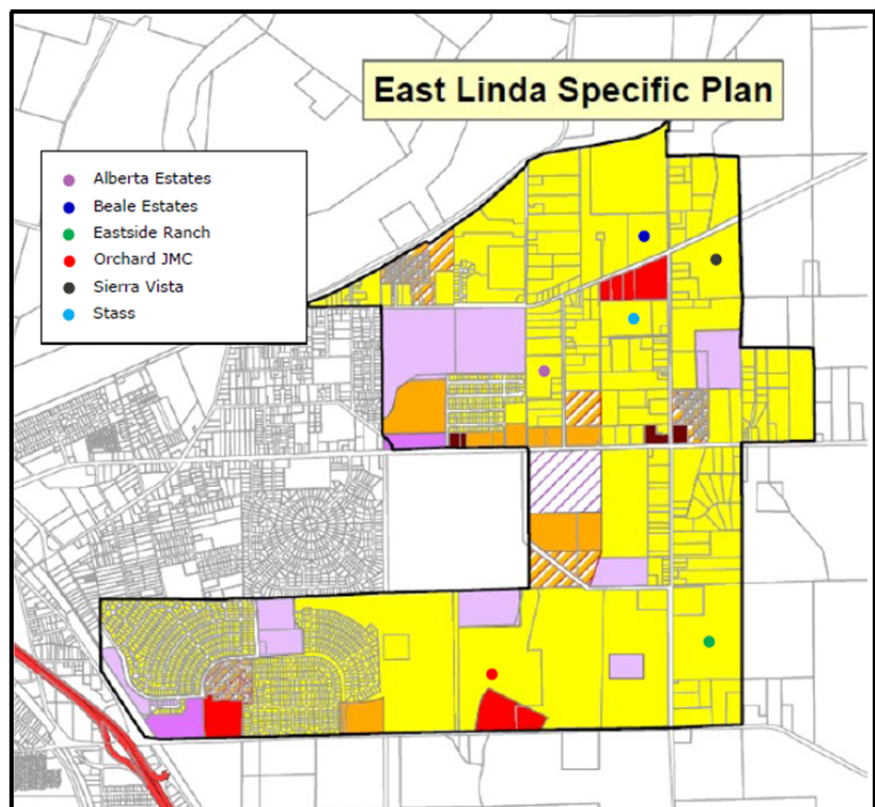 East Linda Specific Plan
Alberta Estates
Beale Estates
Eastside Ranch
Orchard JMC
Sierra Vista
Stass